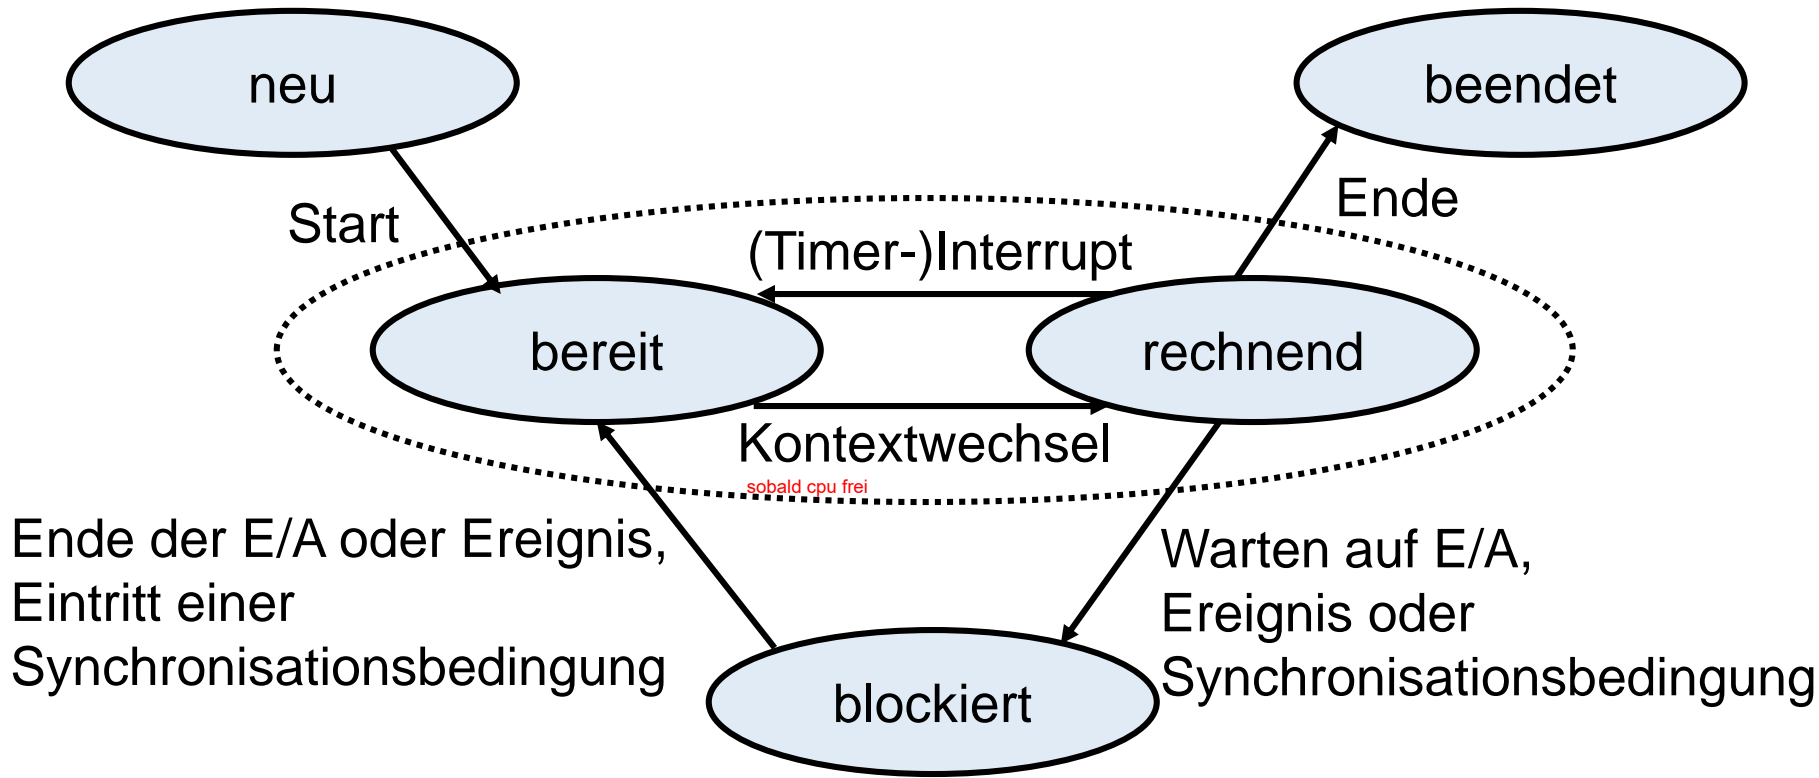 neu
beendet
Start
Ende
(Timer-)Interrupt
bereit
rechnend
Kontextwechsel
sobald cpu frei
Ende der E/A oder Ereignis,
Eintritt einer
Synchronisationsbedingung
Warten auf E/A,
Ereignis oder
Synchronisationsbedingung
blockiert